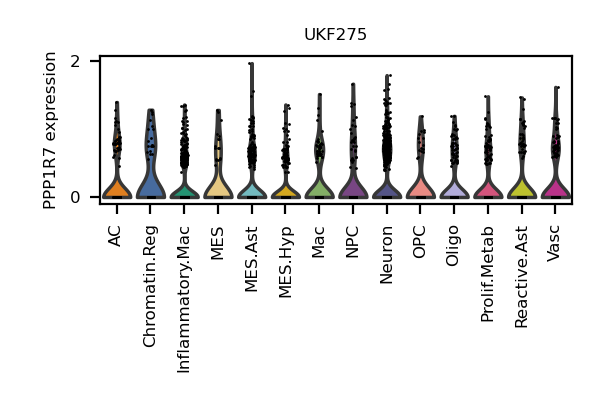 UKF275
PPP1R7 expression
2
0
AC
Chromatin.Reg
Inflammatory.Mac
MES
MES.Ast
MES.Hyp
Mac
NPC
Neuron
OPC
Oligo
Prolif.Metab
Reactive.Ast
Vasc